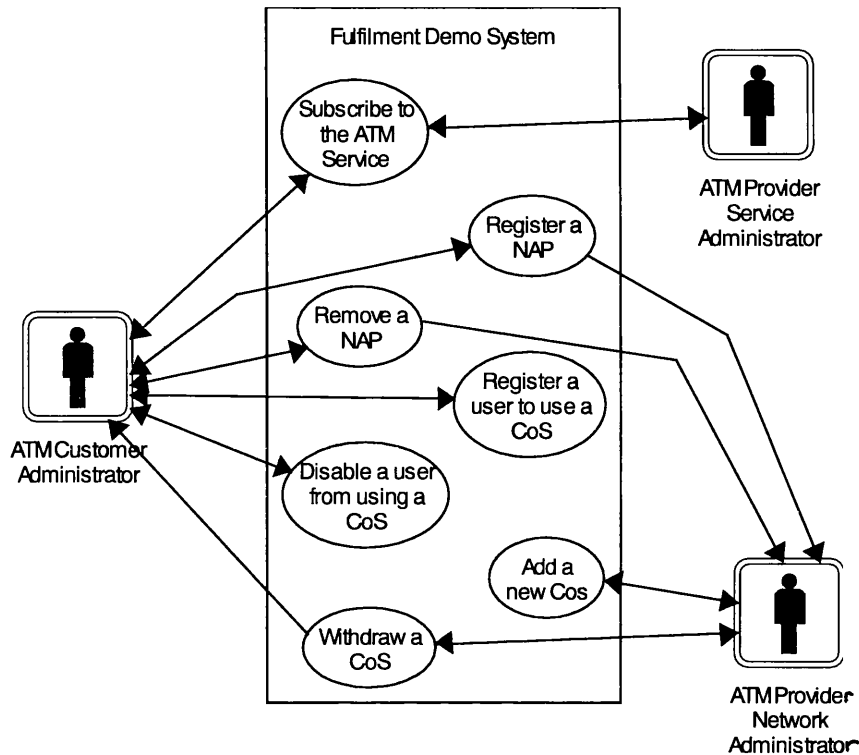 Fulfilment Demo System
Subscribe to
the ATM
Service
ATM Provider
Service
Administrator
Register a
NAP
Remove a
NAP
Register a
user to use a
CoS
ATM Customer
Administrator
Disable a user
from using a
CoS
Add a
new Cos
Withdraw a
CoS
ATM Provider
Network
Administrator